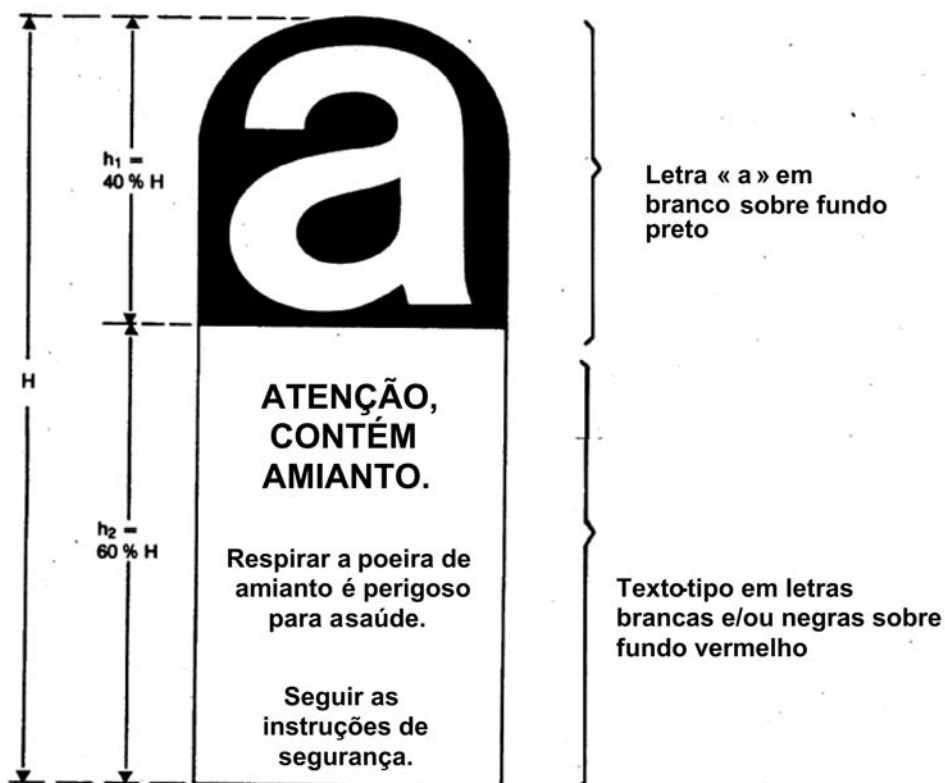 a
h₁ =
40 % H
Letra « a » em
branco sobre fundo
preto
H
ATENÇÃO,
CONTÉM
AMIANTO.
h₂ =
60 % H
Respirar a poeira de
amianto é perigoso
para asaúde.
Texto-tipo em letras
brancas e/ou negras sobre
fundo vermelho
Seguir as
instruções de
segurança.